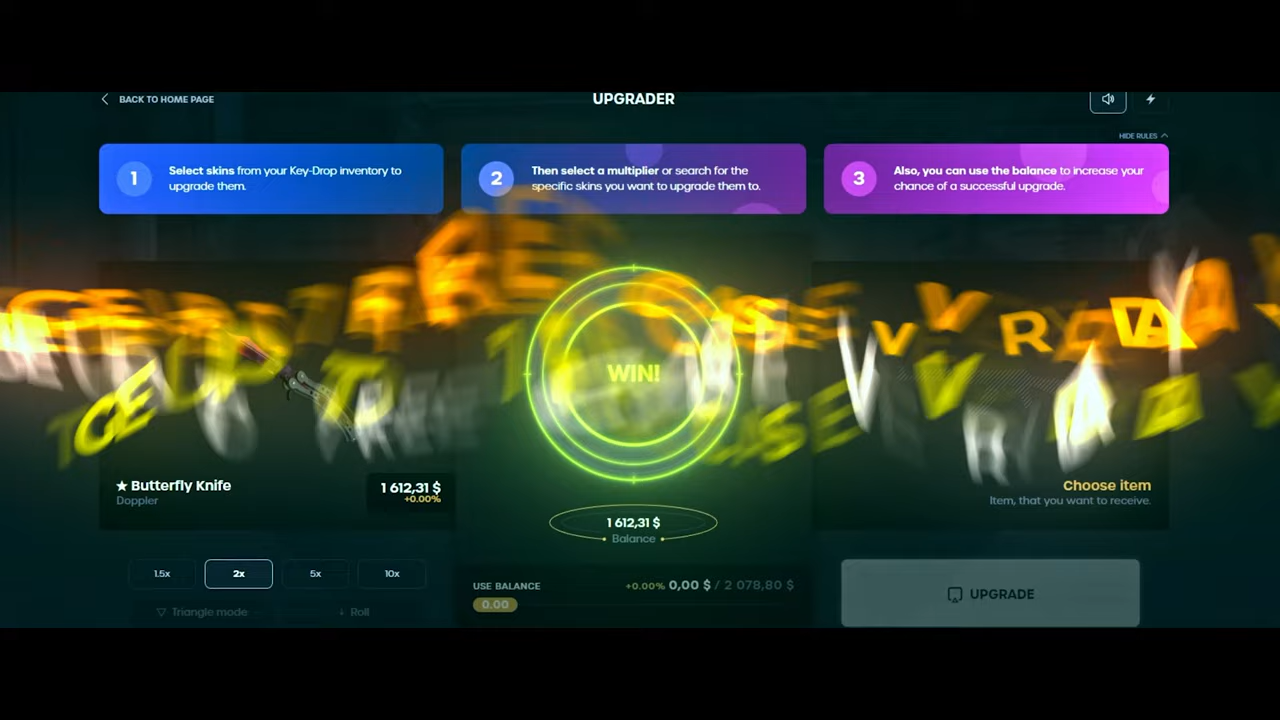 BACK TO HOME PAGE
UPGRADER
HIDE RULES
1
Select skins from your Key-Drop inventory to
upgrade them.
2
Then select a multiplier or search for the
specific skins you want to upgrade them to.
3
Also, you can use the balance to increase your
chance of a successful upgrade.
WIN!
★ Butterfly Knife
Doppler
1 612,31 $
+0.00%
Choose item
Item, that you want to receive.
1 612,31 $
Balance
1.5x
2x
5x
10x
USE BALANCE
+0.00% 0,00 $ / 2 078,80 $
0.00
UPGRADE
Triangle mode
Roll